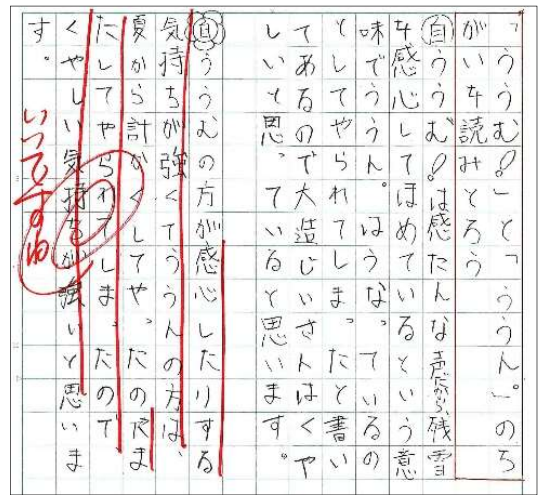 「ううむ！」と「ううん。」のち
がいを読みとろう
自ううむ！は感たんな声だから、残雪
を感心してほめているという意
味でううん。はうなっているの
としてやられてしまったと書い
てあるので大造じいさんはくや
しいと思っていると思います。
自ううむの方が感心したりする
気持ちが強くてううんの方は、
夏から計かくしてやったのにま
たしてやられてしまったので
くやしい気持ちが強いと思いま
す。
いいですね